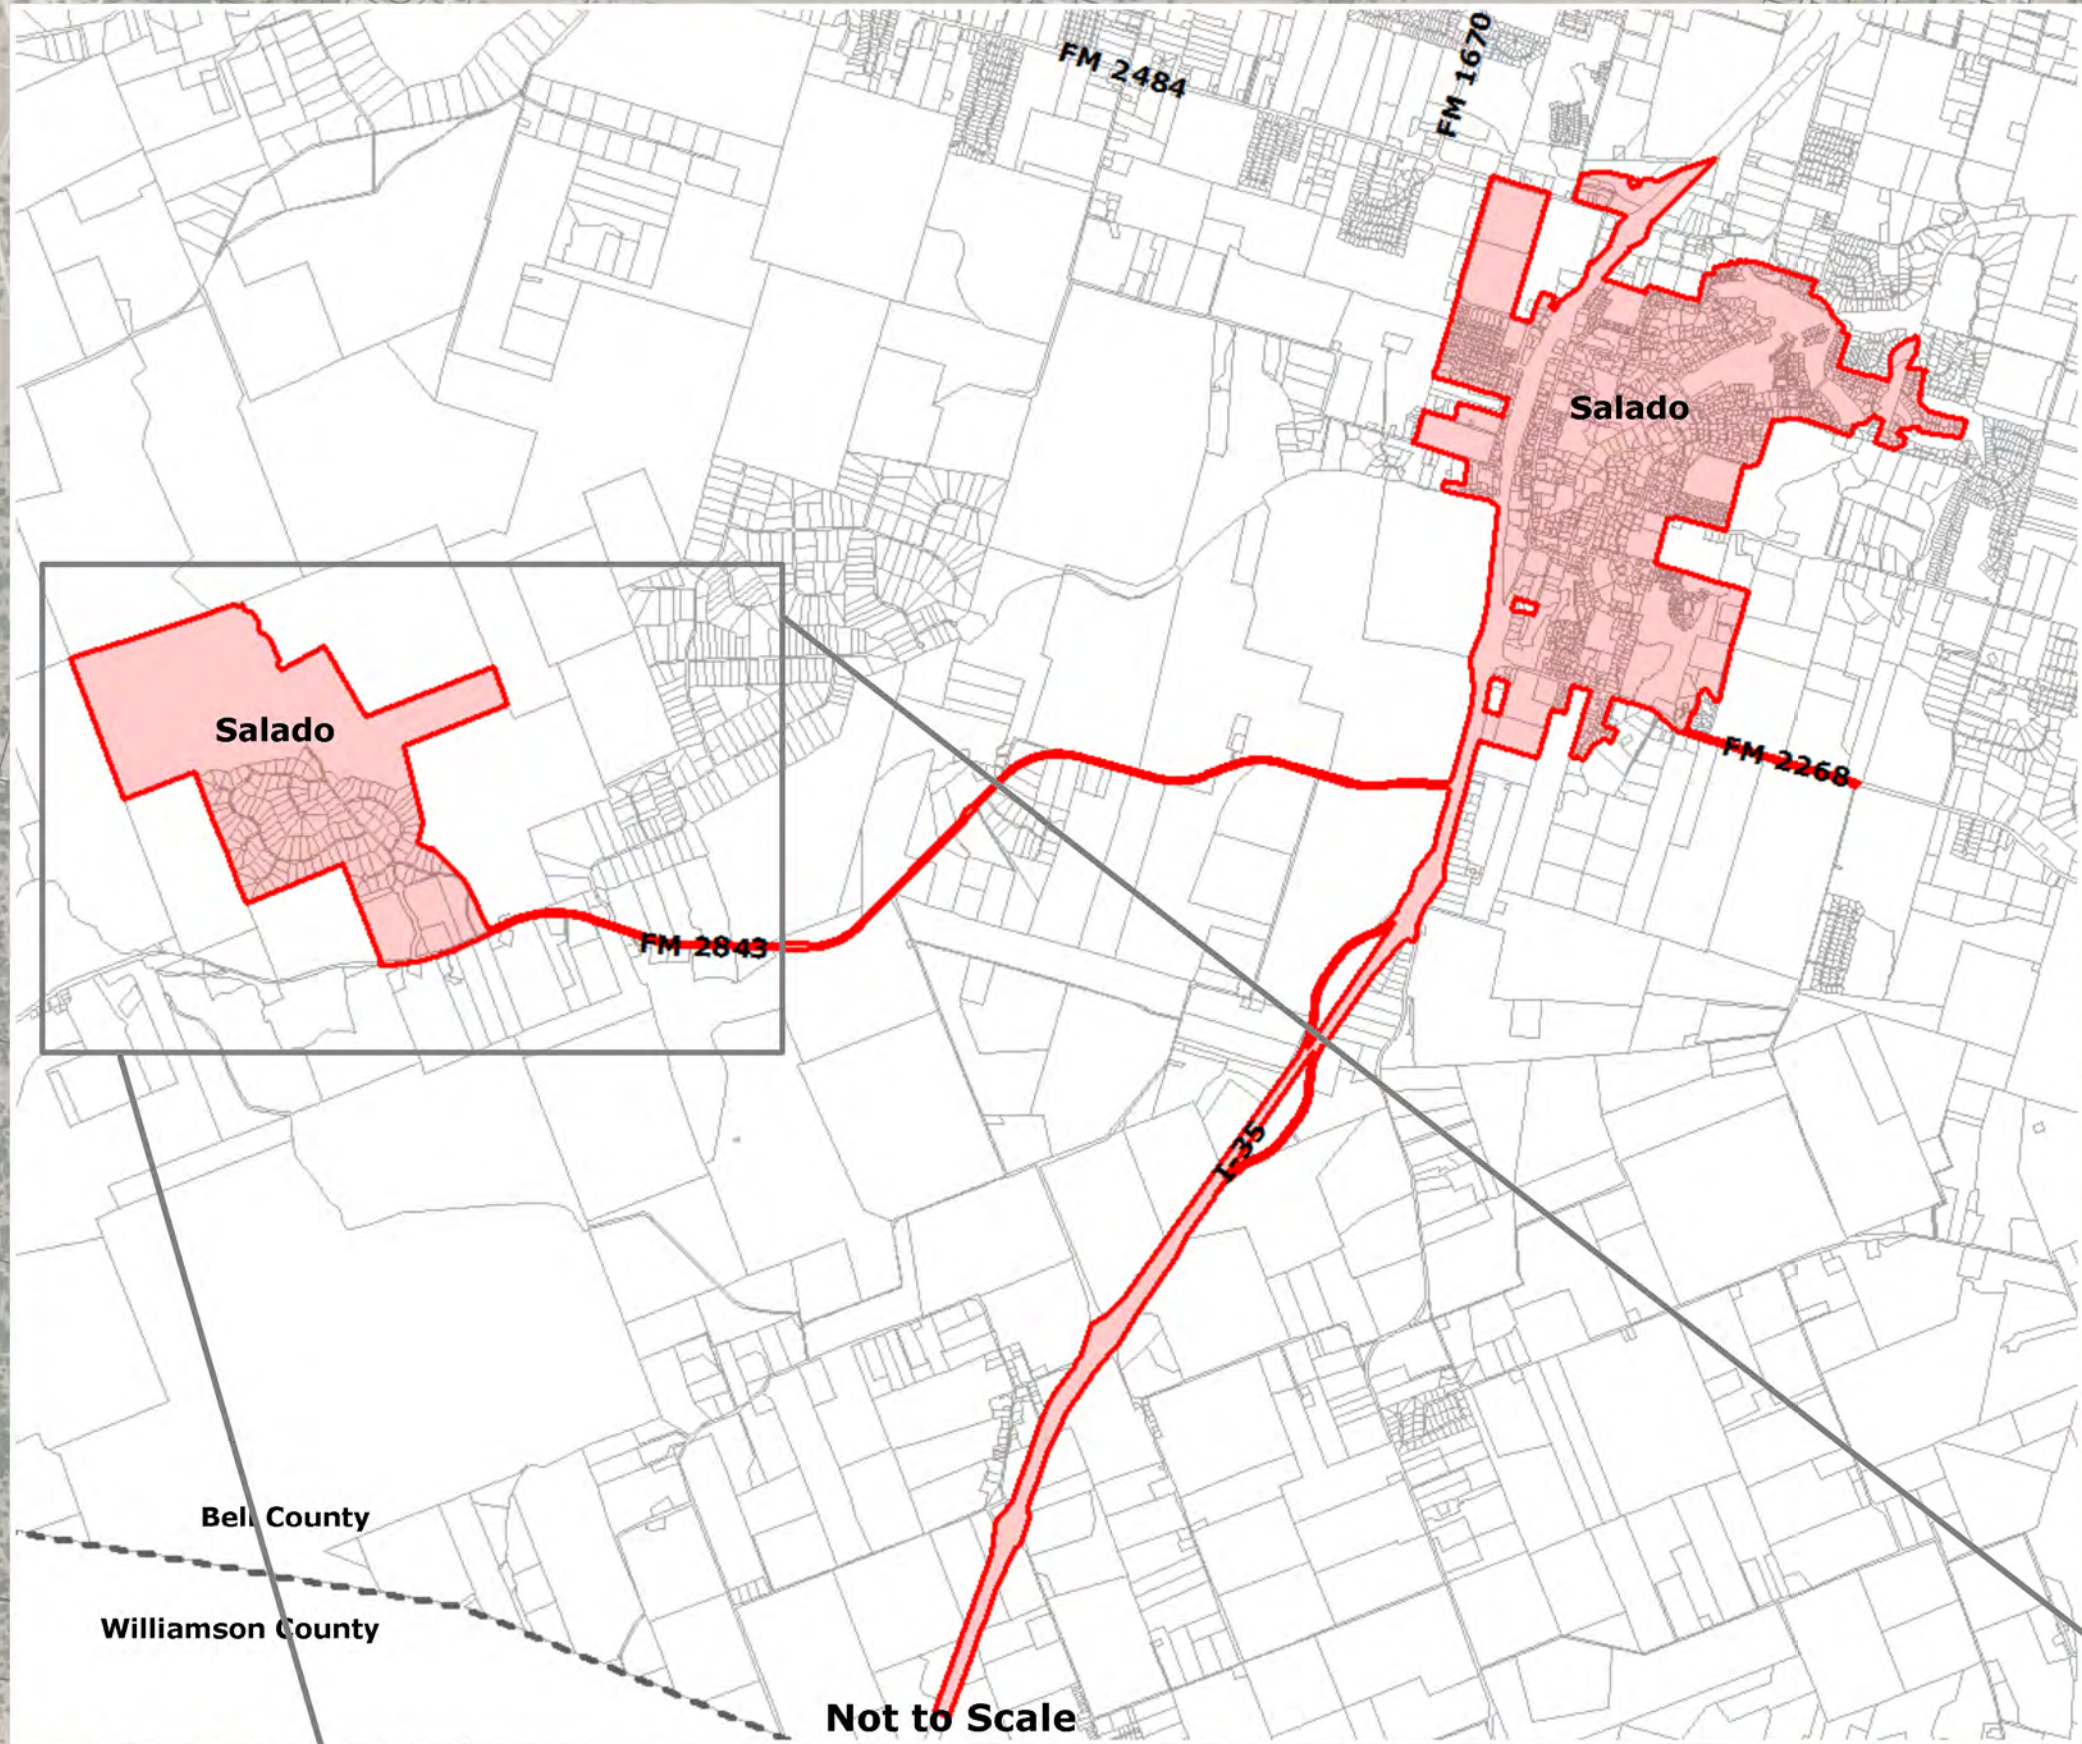 FM 2484
FM 1670
Salado
Salado
FM 2268
FM 2843
I-35
Bell County
Williamson County
Not to Scale